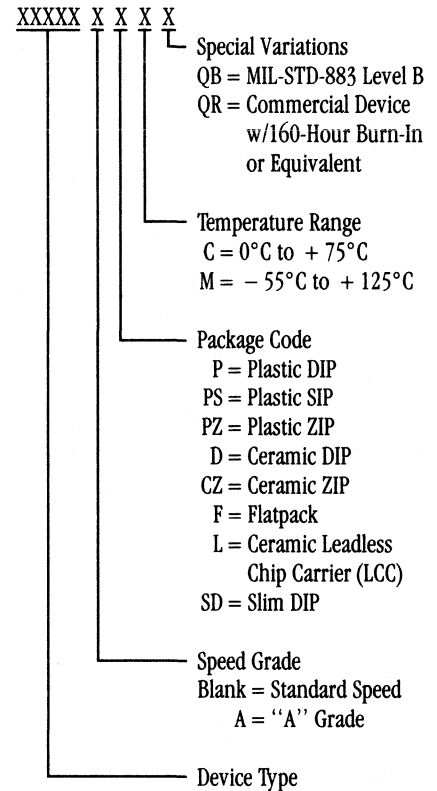 XXXXX X X X X
Special Variations
QB = MIL-STD-883 Level B
QR = Commercial Device
w/160-Hour Burn-In
or Equivalent
Temperature Range
C = 0°C to + 75°C
M = − 55°C to + 125°C
Package Code
P = Plastic DIP
PS = Plastic SIP
PZ = Plastic ZIP
D = Ceramic DIP
CZ = Ceramic ZIP
F = Flatpack
L = Ceramic Leadless
Chip Carrier (LCC)
SD = Slim DIP
Speed Grade
Blank = Standard Speed
A = ‘‘A’’ Grade
Device Type